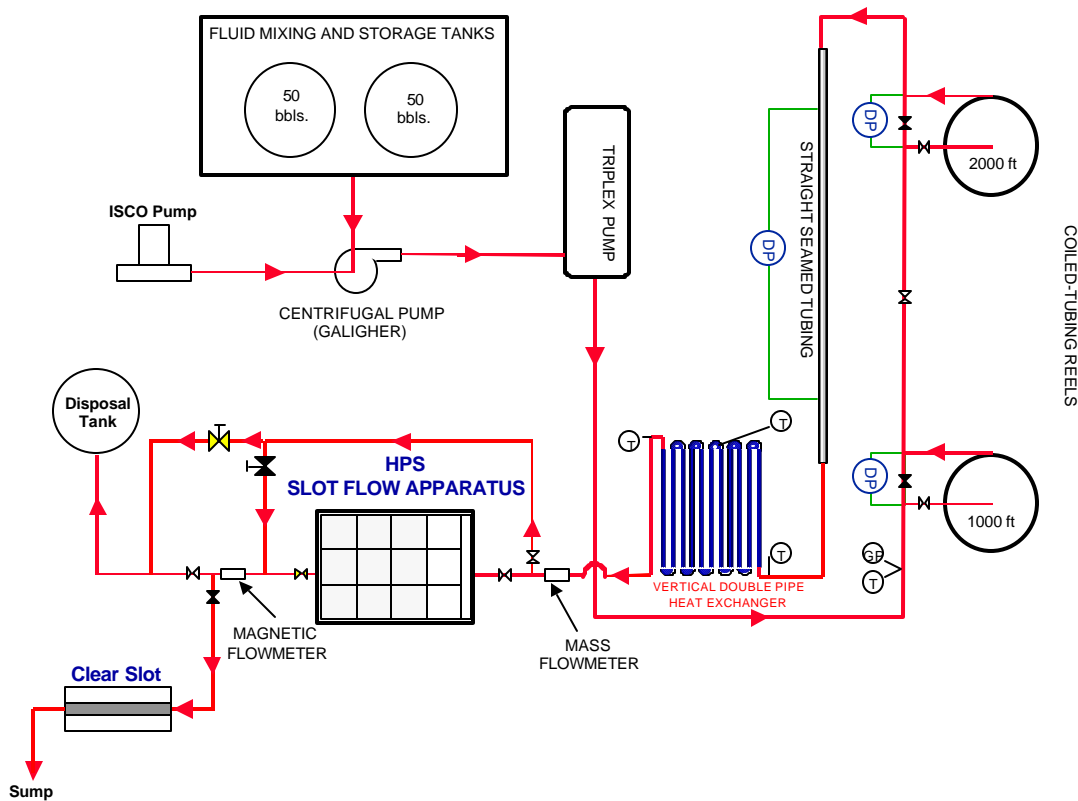 FLUID MIXING AND STORAGE TANKS
50
bbls.
50
bbls.
ISCO Pump
CENTRIFUGAL PUMP
(GALIGHER)
TRIPLEX PUMP
STRAIGHT SEAMED TUBING
DP
DP
2000 ft
COILED-TUBING REELS
DP
1000 ft
GP
T
T
T
T
VERTICAL DOUBLE PIPE
HEAT EXCHANGER
Disposal
Tank
HPS
SLOT FLOW APPARATUS
MAGNETIC
FLOWMETER
MASS
FLOWMETER
Clear Slot
Sump